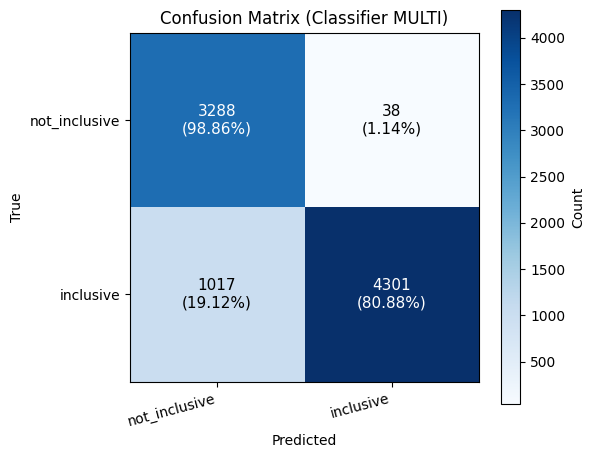 Confusion Matrix (Classifier MULTI)
3288
(98.86%)
38
(1.14%)
1017
(19.12%)
4301
(80.88%)
not_inclusive
inclusive
True
not_inclusive
inclusive
Predicted
4000
3500
3000
2500
2000
1500
1000
500
Count